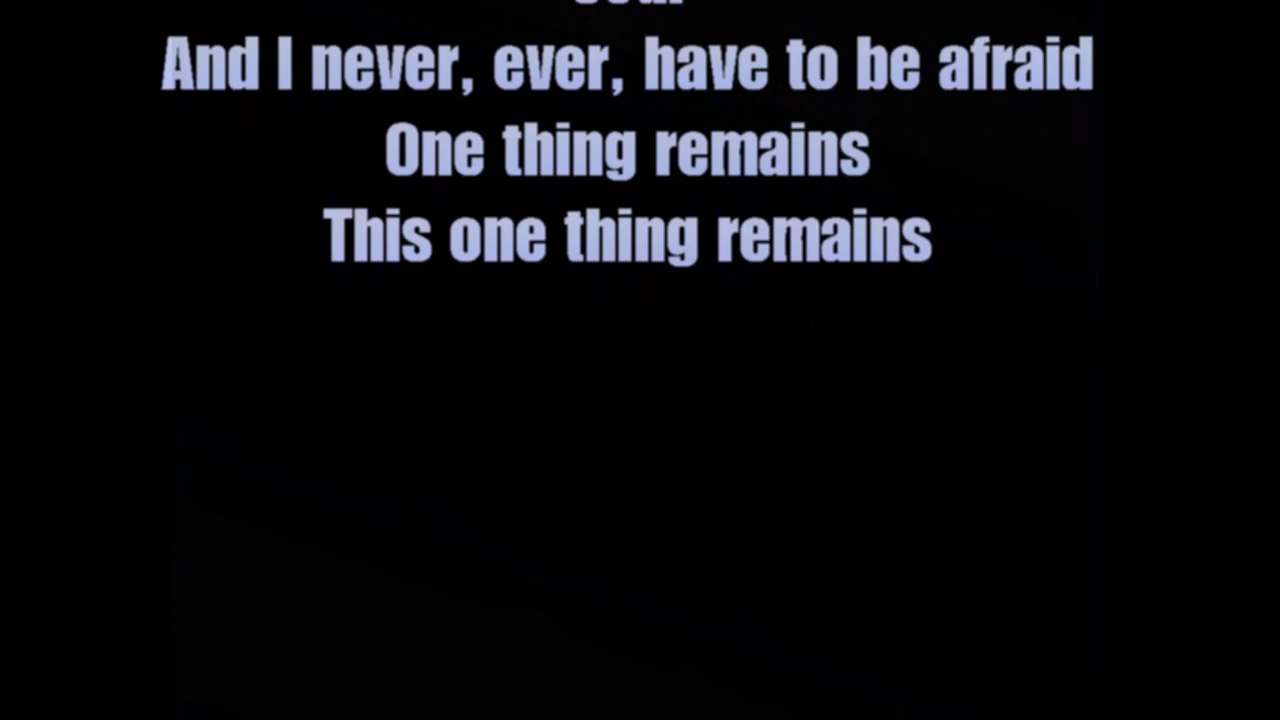 And I never, ever, have to be afraid
One thing remains
This one thing remains